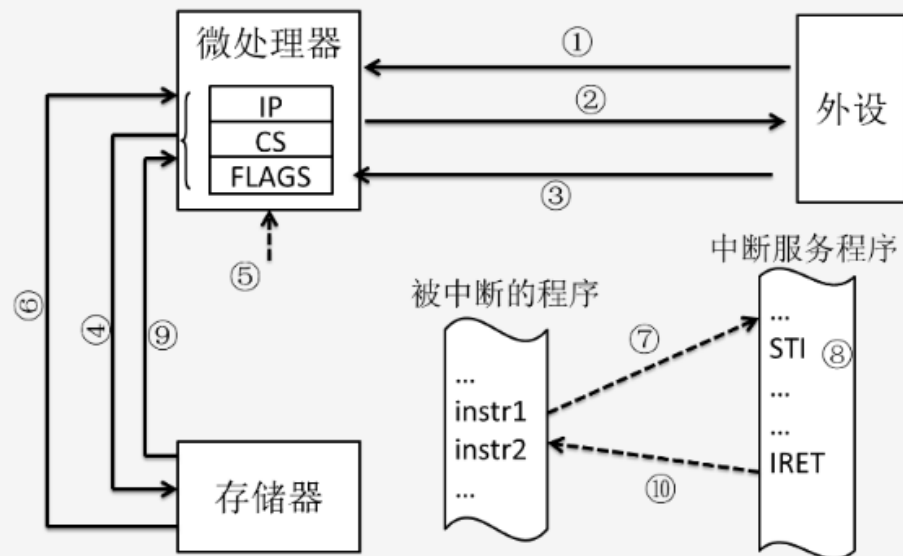 微处理器
IP
CS
FLAGS
①
②
③
外设
⑤
⑥
④
⑨
存储器
被中断的程序
...
instr1
instr2
...
⑦
⑩
中断服务程序
...
STI ⑧
...
...
IRET